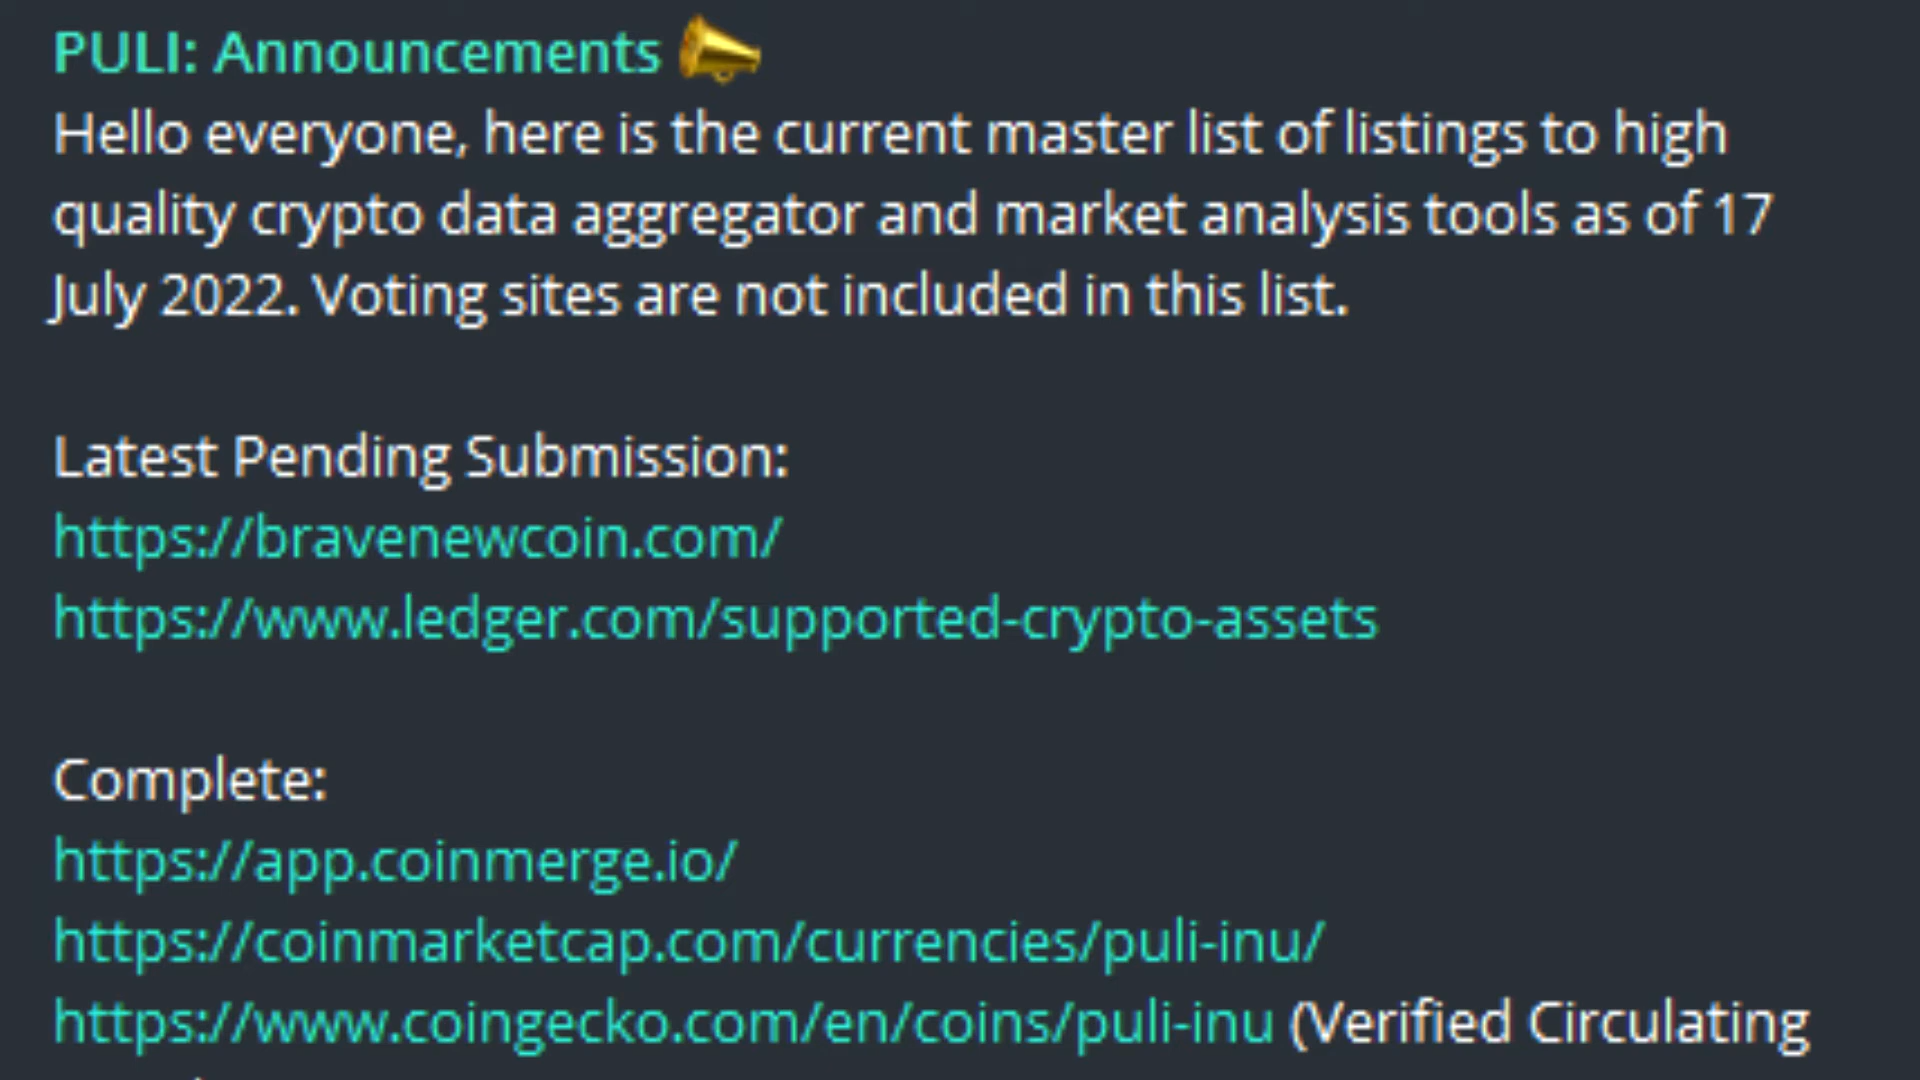 PULI: Announcements
Hello everyone, here is the current master list of listings to high
quality crypto data aggregator and market analysis tools as of 17
July 2022. Voting sites are not included in this list.
Latest Pending Submission:
https://bravenewcoin.com/
https://www.ledger.com/supported-crypto-assets
Complete:
https://app.coinmerge.io/
https://coinmarketcap.com/currencies/puli-inu/
https://www.coingecko.com/en/coins/puli-inu (Verified Circulating